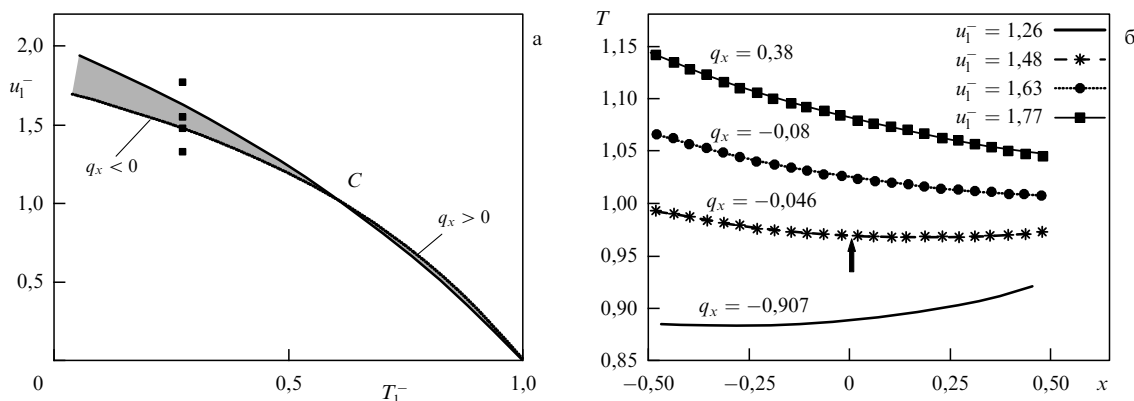 а
2,0
u₁⁻
1,5
q_x < 0
1,0
C
q_x > 0
0,5
0
0,5
T₁⁻
1,0
б
T
u₁⁻ = 1,26
u₁⁻ = 1,48
u₁⁻ = 1,63
u₁⁻ = 1,77
1,15
q_x = 0,38
1,10
1,05
q_x = −0,08
1,00
q_x = −0,046
0,95
0,90
q_x = −0,907
0,85
−0,50
−0,25
0
0,25
0,50
x